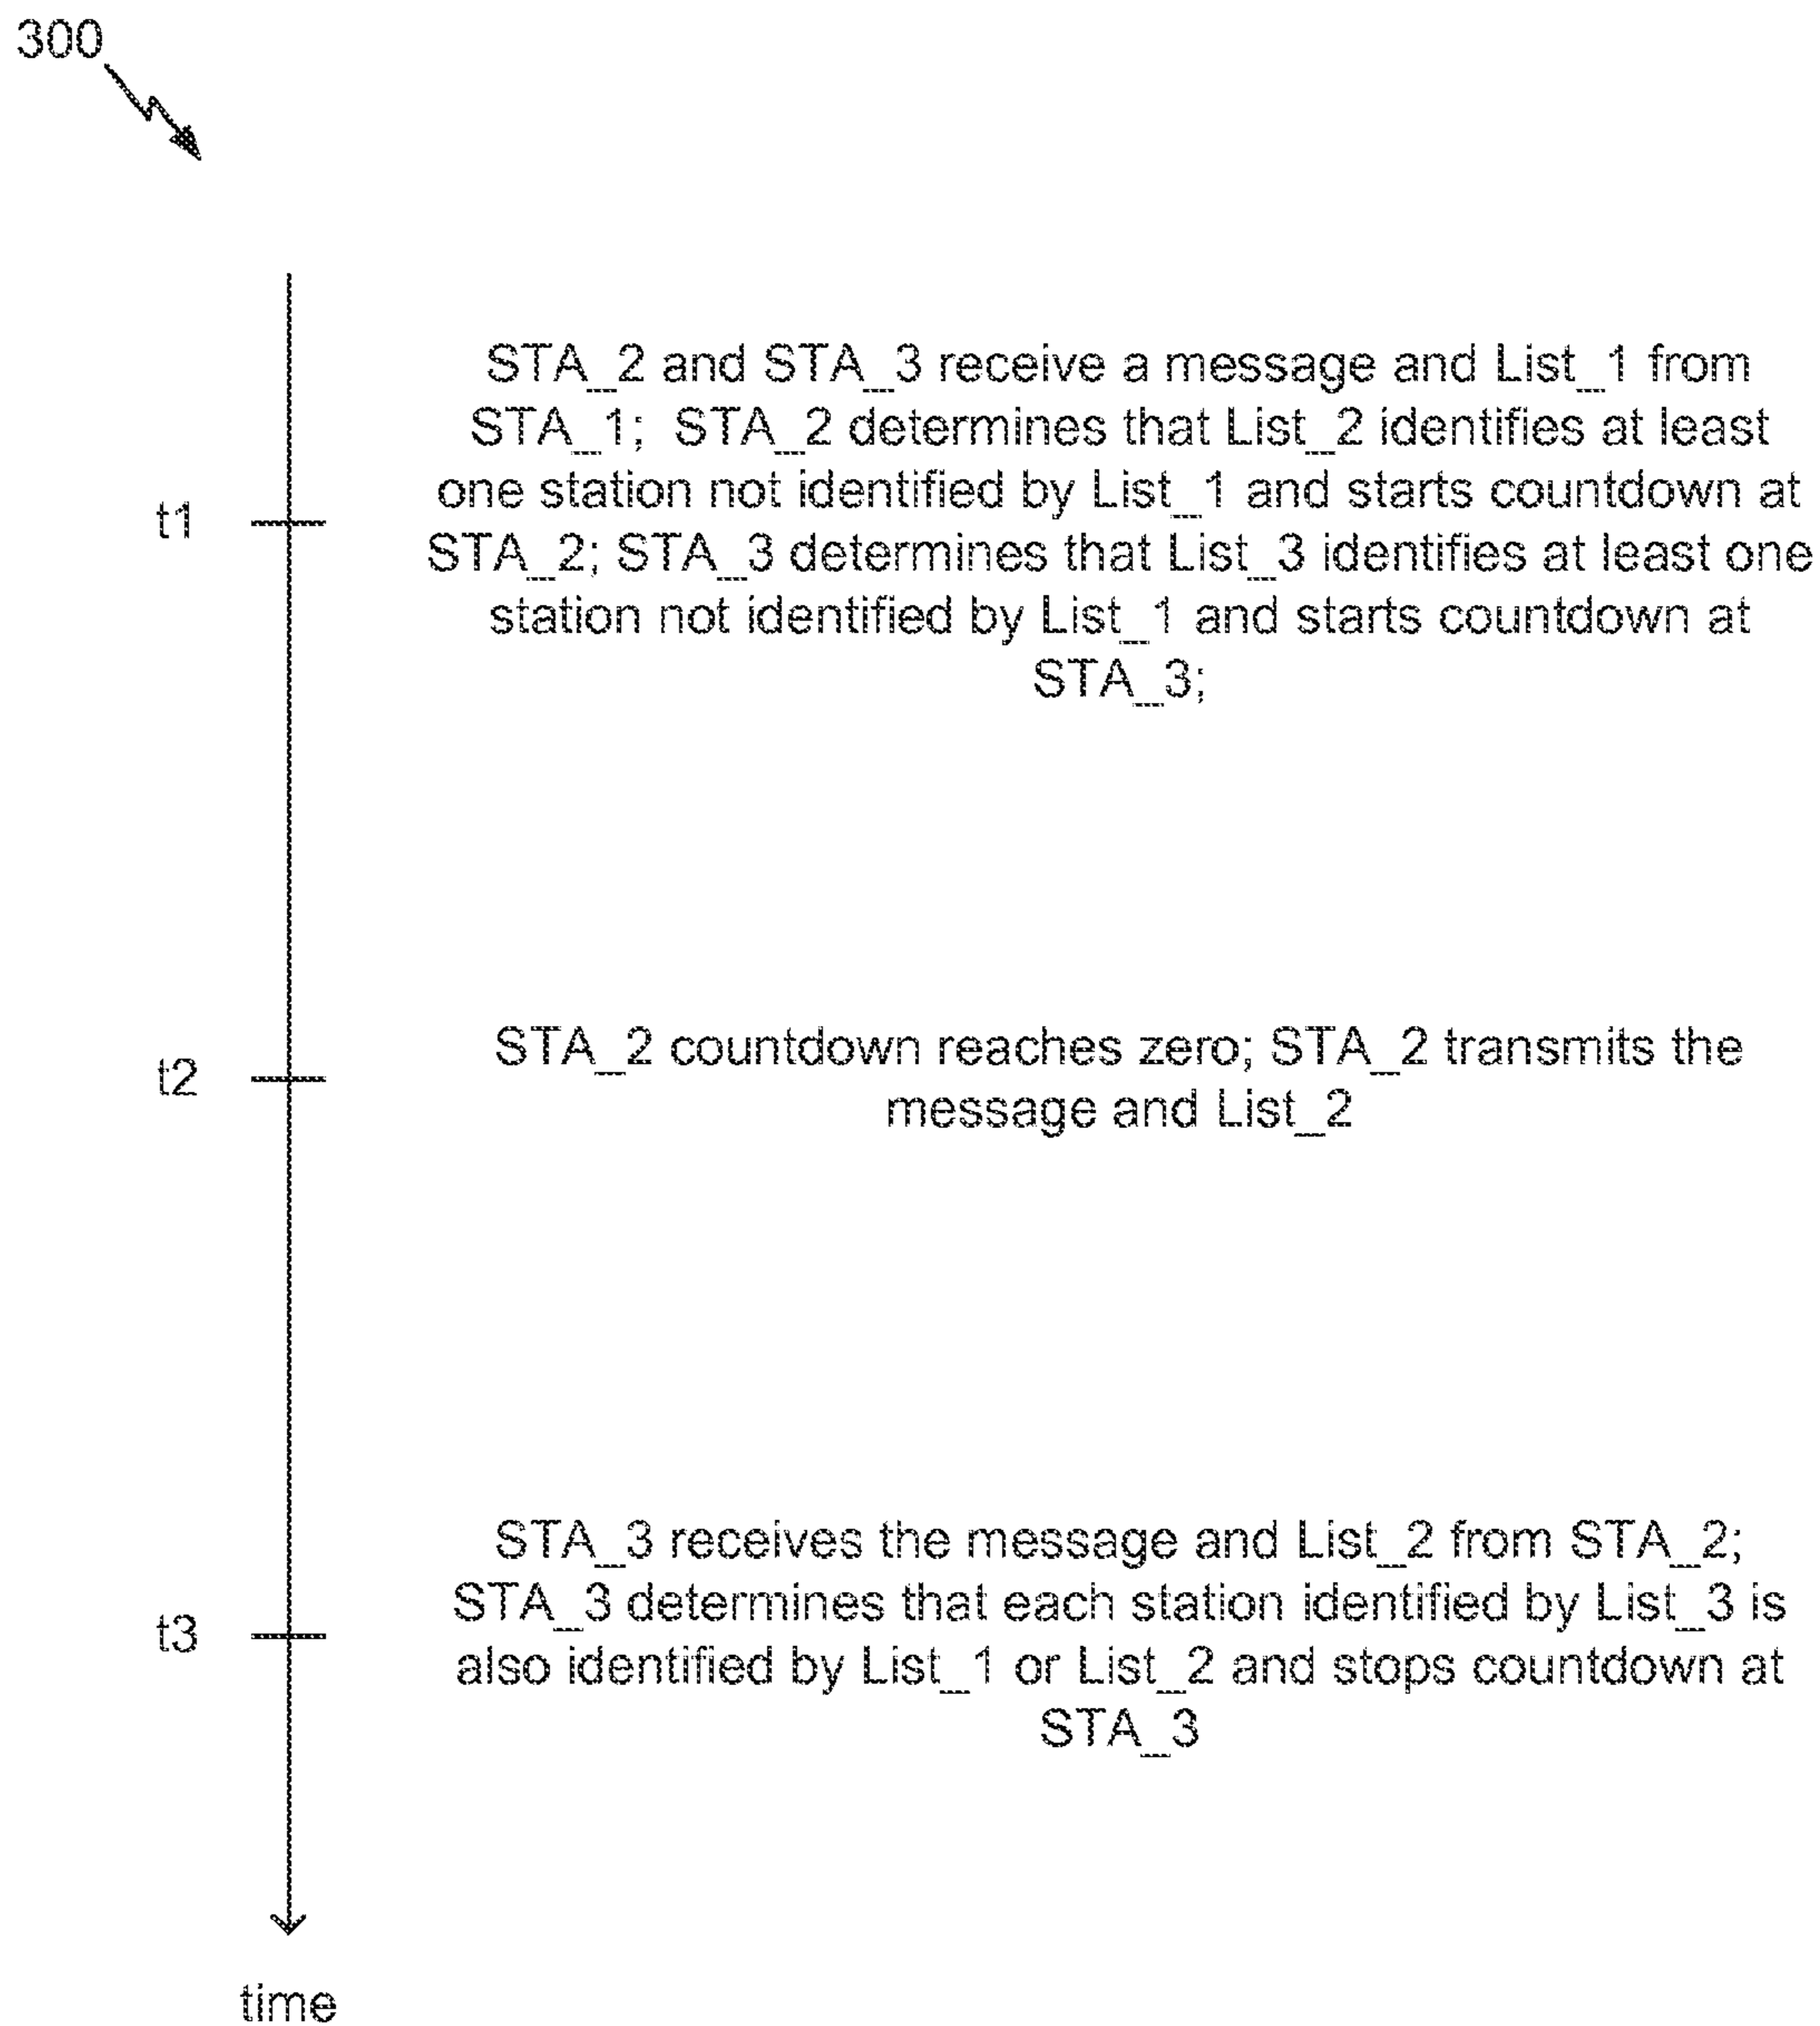 300
STA_2 and STA_3 receive a message and List_1 from
STA_1;  STA_2 determines that List_2 identifies at least
one station not identified by List_1 and starts countdown at
STA_2; STA_3 determines that List_3 identifies at least one
station not identified by List_1 and starts countdown at
STA_3;
t1
STA_2 countdown reaches zero; STA_2 transmits the
message and List_2
t2
STA_3 receives the message and List_2 from STA_2;
STA_3 determines that each station identified by List_3 is
also identified by List_1 or List_2 and stops countdown at
STA_3
t3
time